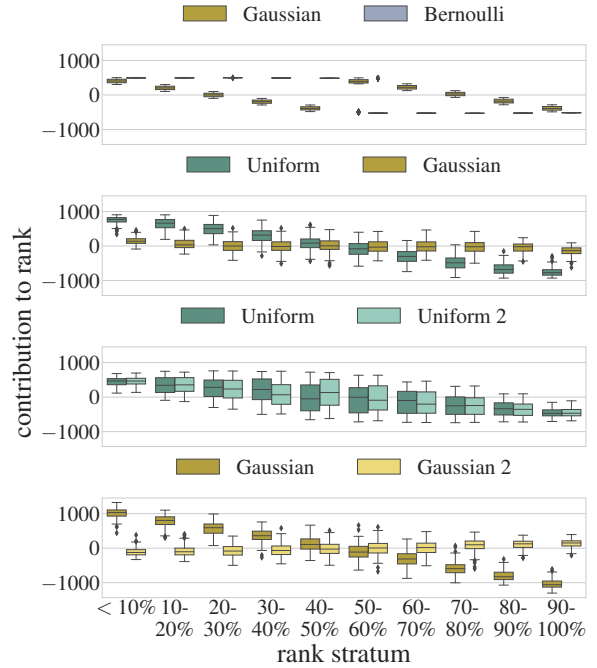 Gaussian Bernoulli
1000
0
−1000
Uniform Gaussian
1000
0
−1000
Uniform Uniform 2
1000
0
−1000
Gaussian Gaussian 2
1000
0
−1000
contribution to rank
< 10% 10- 20- 30- 40- 50- 60- 70- 80- 90-
20% 30% 40% 50% 60% 70% 80% 90% 100%
rank stratum